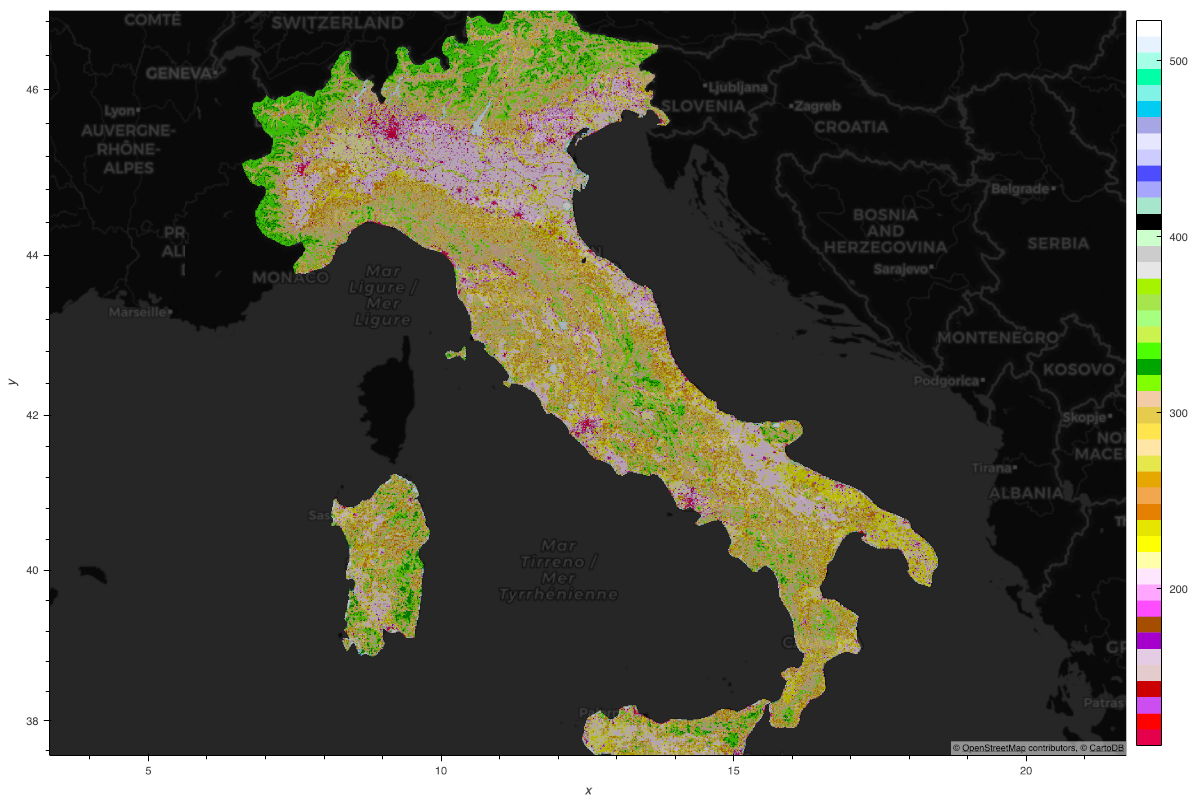 COMTÉ
SWITZERLAND
GENEVA
Lyon
AUVERGNE-
RHÔNE-
ALPES
MONACO
Marseille
Mar
Ligure /
Mer
Ligure
Ljubljana
SLOVENIA
Zagreb
CROATIA
Belgrade
BOSNIA
AND
HERZEGOVINA
SERBIA
Sarajevo
MONTENEGRO
KOSOVO
Podgorica
Skopje
Tirana
ALBANIA
Mar
Tirreno /
Mer
Tyrrhénienne
Patras
46
44
42
40
38
y
5
10
15
20
x
500
400
300
200
© OpenStreetMap contributors, © CartoDB